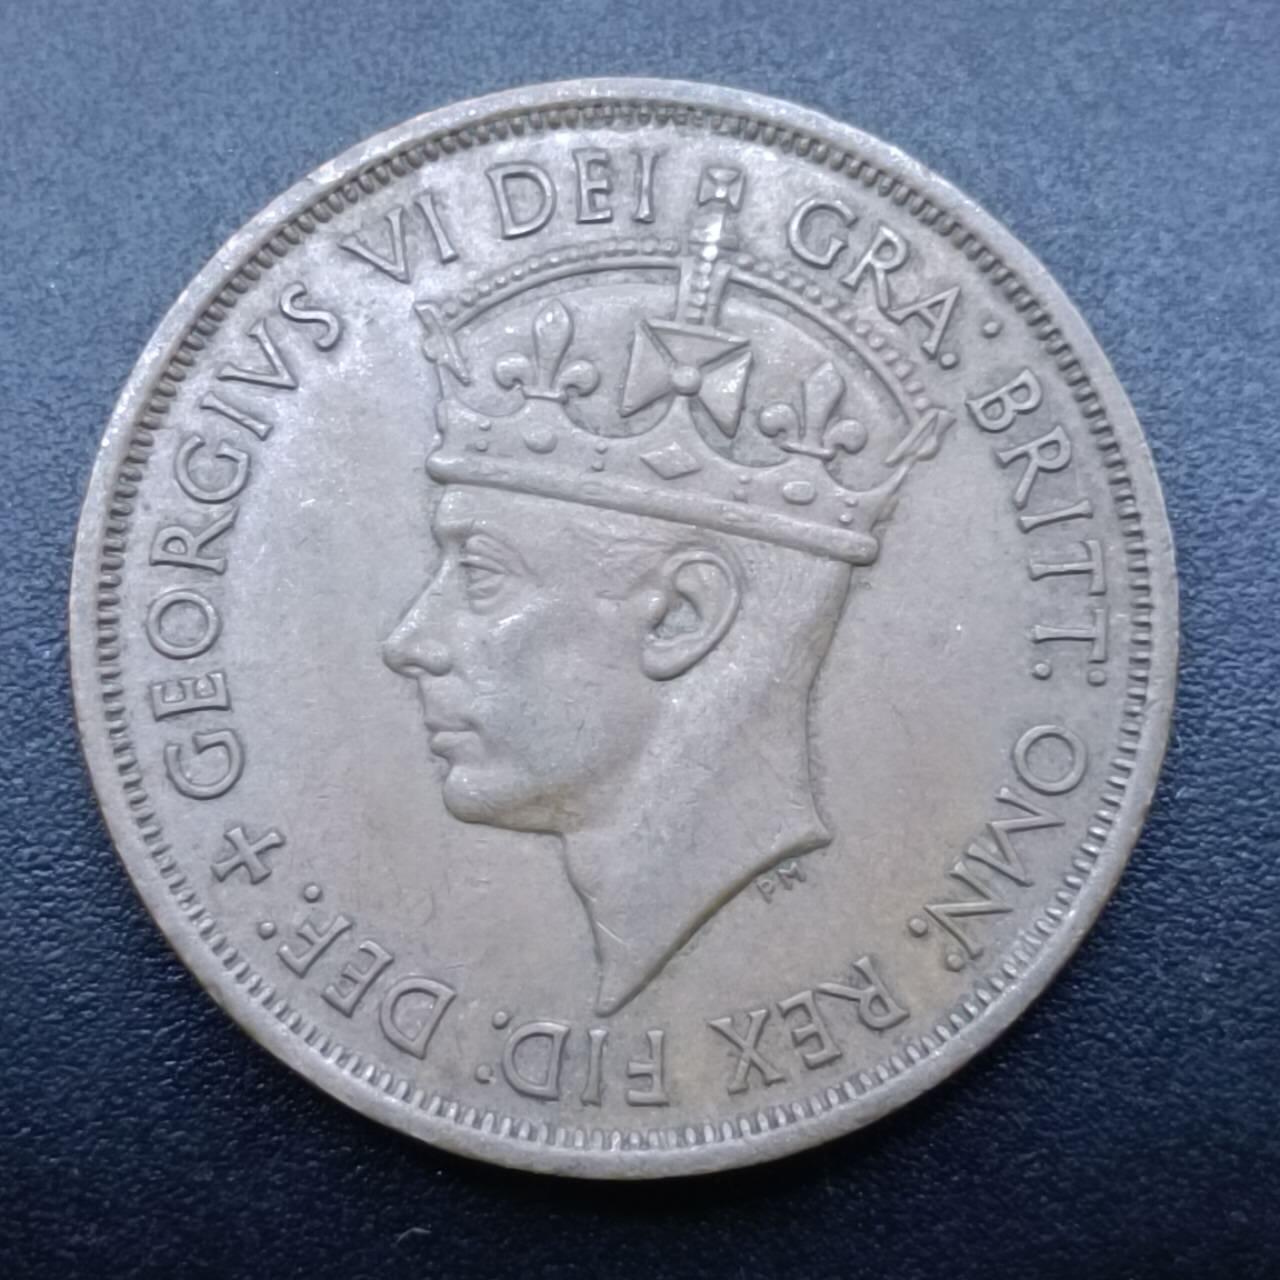 + GEORGIVS VI DEI GRA: BRITT: OMN: REX FID: DEF:
PM